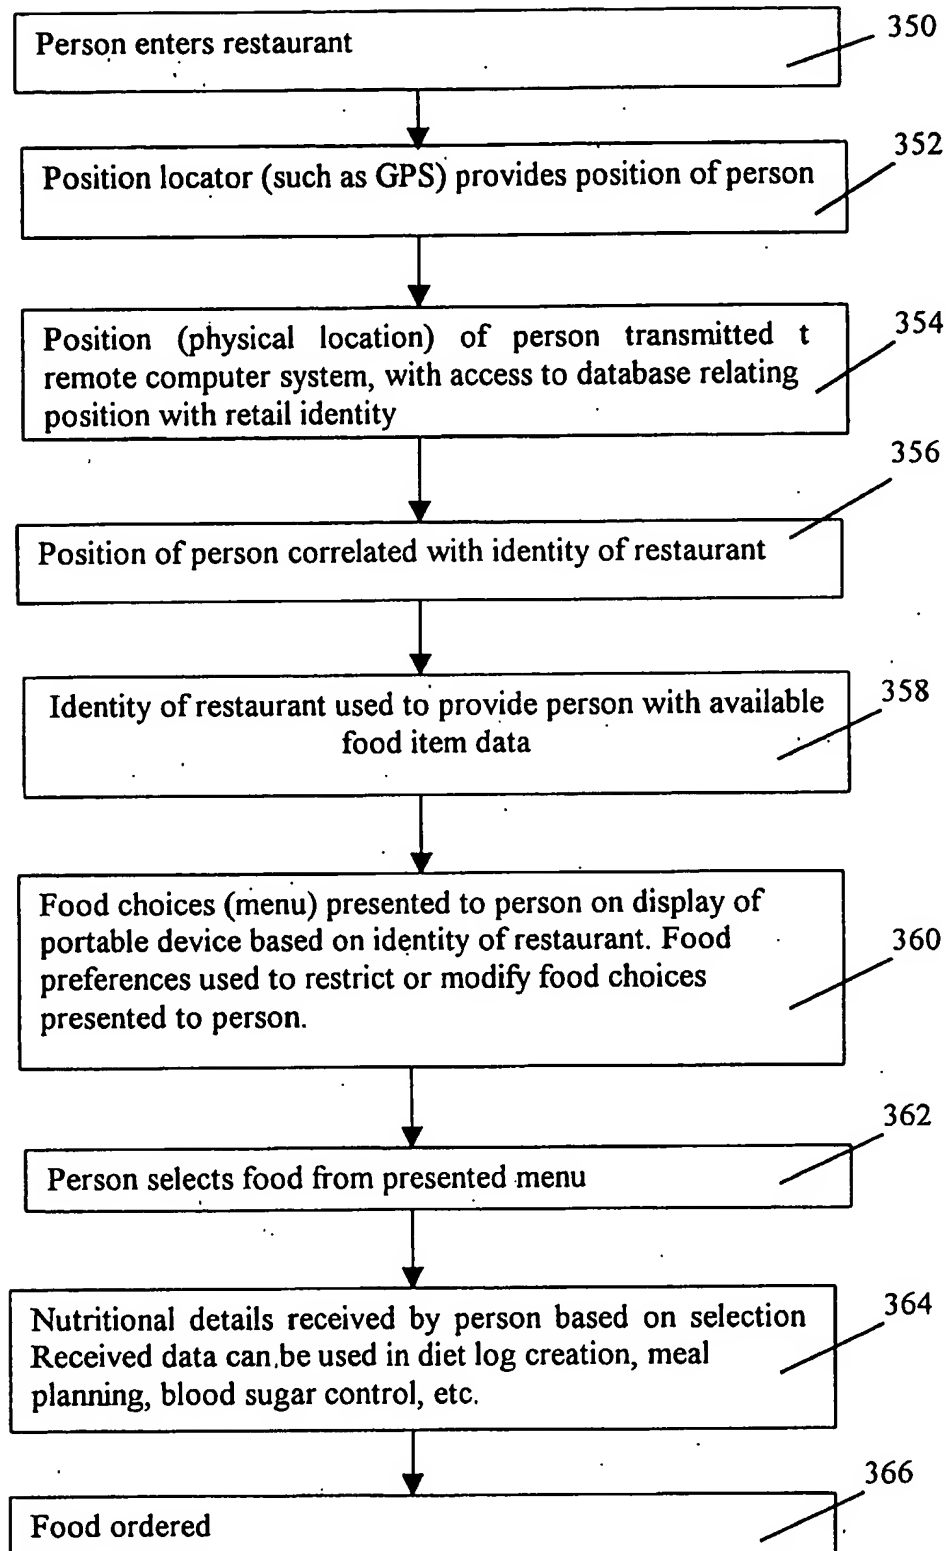 Person enters restaurant
350
Position locator (such as GPS) provides position of person
352
Position (physical location) of person transmitted t
remote computer system, with access to database relating
position with retail identity
354
Position of person correlated with identity of restaurant
356
Identity of restaurant used to provide person with available
food item data
358
Food choices (menu) presented to person on display of
portable device based on identity of restaurant. Food
preferences used to restrict or modify food choices
presented to person.
360
Person selects food from presented menu
362
Nutritional details received by person based on selection
Received data can be used in diet log creation, meal
planning, blood sugar control, etc.
364
Food ordered
366